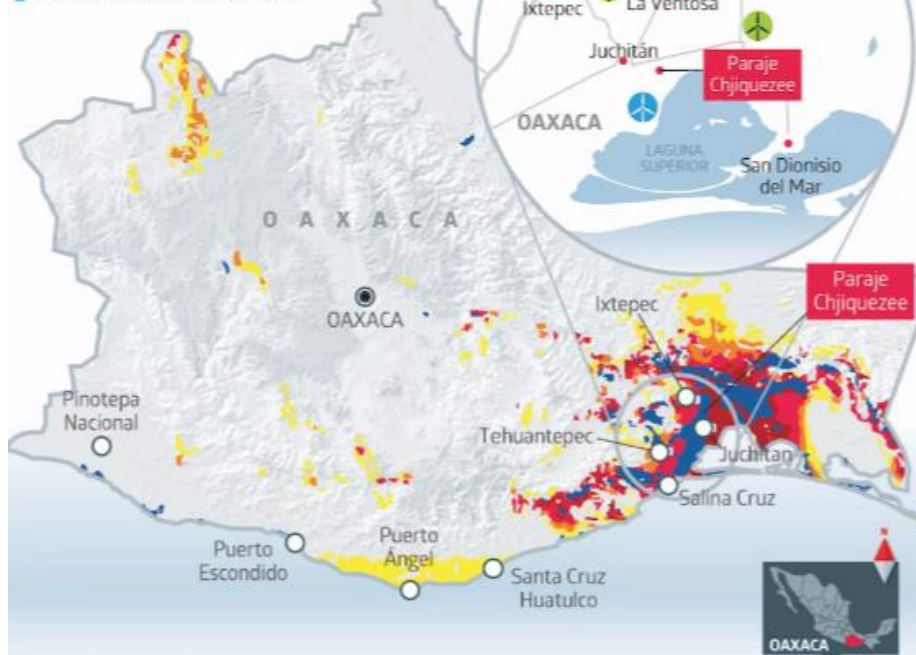 Ixtepec
La Ventosa
Juchitán
Paraje
Chjiquezee
OAXACA
LAGUNA
SUPERIOR
San Dionisio
del Mar
O A X A C A
Paraje
Chjiquezee
Ixtepec
OAXACA
Pinotepa
Nacional
Tehuantepec
Juchitan
Salina Cruz
Puerto
Escondido
Puerto
Ángel
Santa Cruz
Huatulco
N
OAXACA